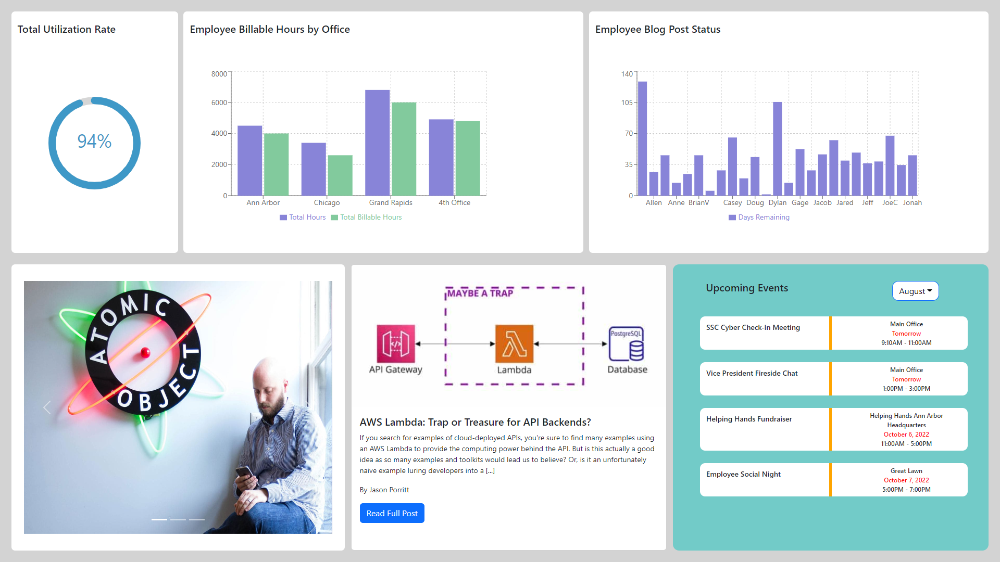 Total Utilization Rate
94%
Employee Billable Hours by Office
8000
6000
4000
2000
0
Ann Arbor Chicago Grand Rapids 4th Office
Total Hours Total Billable Hours
Employee Blog Post Status
140
105
70
35
0
Allen Anne BrianV Casey Doug Dylan Gage Jacob Jared Jeff JoeC Jonah
Days Remaining
ATOMIC
OBJECT
MAYBE A TRAP
PostgreSQL
</>
API Gateway Lambda Database
AWS Lambda: Trap or Treasure for API Backends?
If you search for examples of cloud-deployed APIs, you're sure to find many examples using
an AWS Lambda to provide the computing power behind the API. But is this actually a good
idea as so many examples and toolkits would lead us to believe? Or, is it an unfortunately
naive example luring developers into a [...]
By Jason Porritt
Read Full Post
Upcoming Events
August
SSC Cyber Check-in Meeting
Main Office
Tomorrow
9:10AM - 11:00AM
Vice President Fireside Chat
Main Office
Tomorrow
1:00PM - 3:00PM
Helping Hands Fundraiser
Helping Hands Ann Arbor
Headquarters
October 6, 2022
11:00AM - 5:00PM
Employee Social Night
Great Lawn
October 7, 2022
5:00PM - 7:00PM